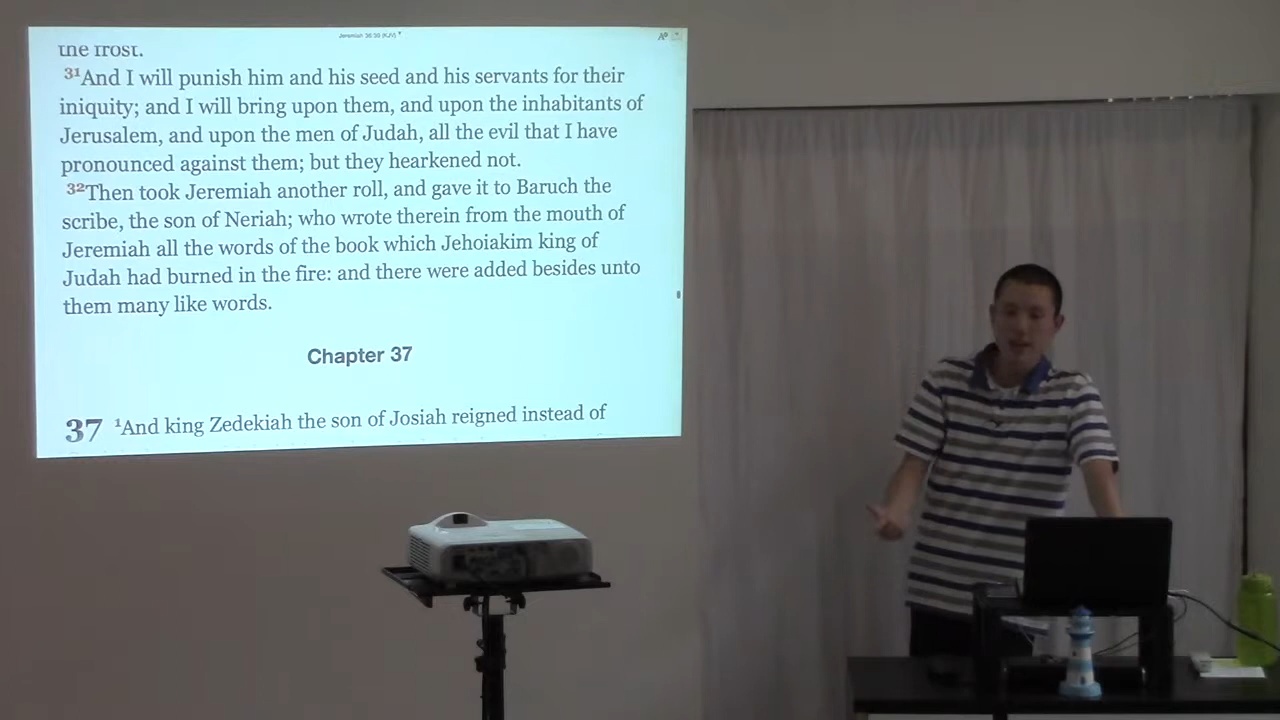 Jeremiah 36:30 (KJV)
the frost.
31And I will punish him and his seed and his servants for their
iniquity; and I will bring upon them, and upon the inhabitants of
Jerusalem, and upon the men of Judah, all the evil that I have
pronounced against them; but they hearkened not.
32Then took Jeremiah another roll, and gave it to Baruch the
scribe, the son of Neriah; who wrote therein from the mouth of
Jeremiah all the words of the book which Jehoiakim king of
Judah had burned in the fire: and there were added besides unto
them many like words.
Chapter 37
37 1And king Zedekiah the son of Josiah reigned instead of